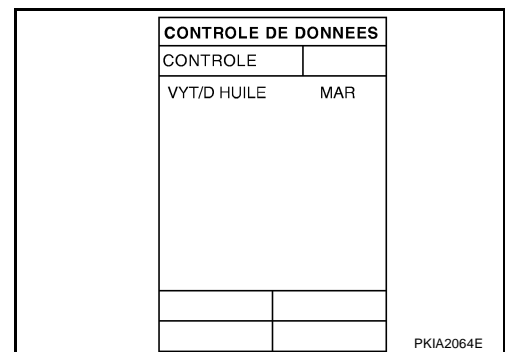 CONTROLE DE DONNEES
CONTROLE
VYT/D HUILE MAR
PKIA2064E